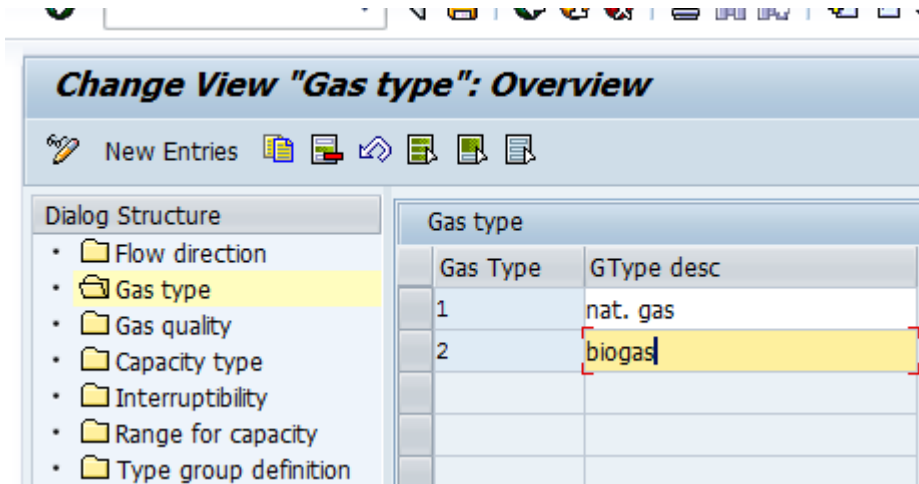 Change View "Gas type": Overview
New Entries
Dialog Structure
Flow direction
Gas type
Gas quality
Capacity type
Interruptibility
Range for capacity
Type group definition
Gas type
Gas Type GType desc
1 nat. gas
2 biogas